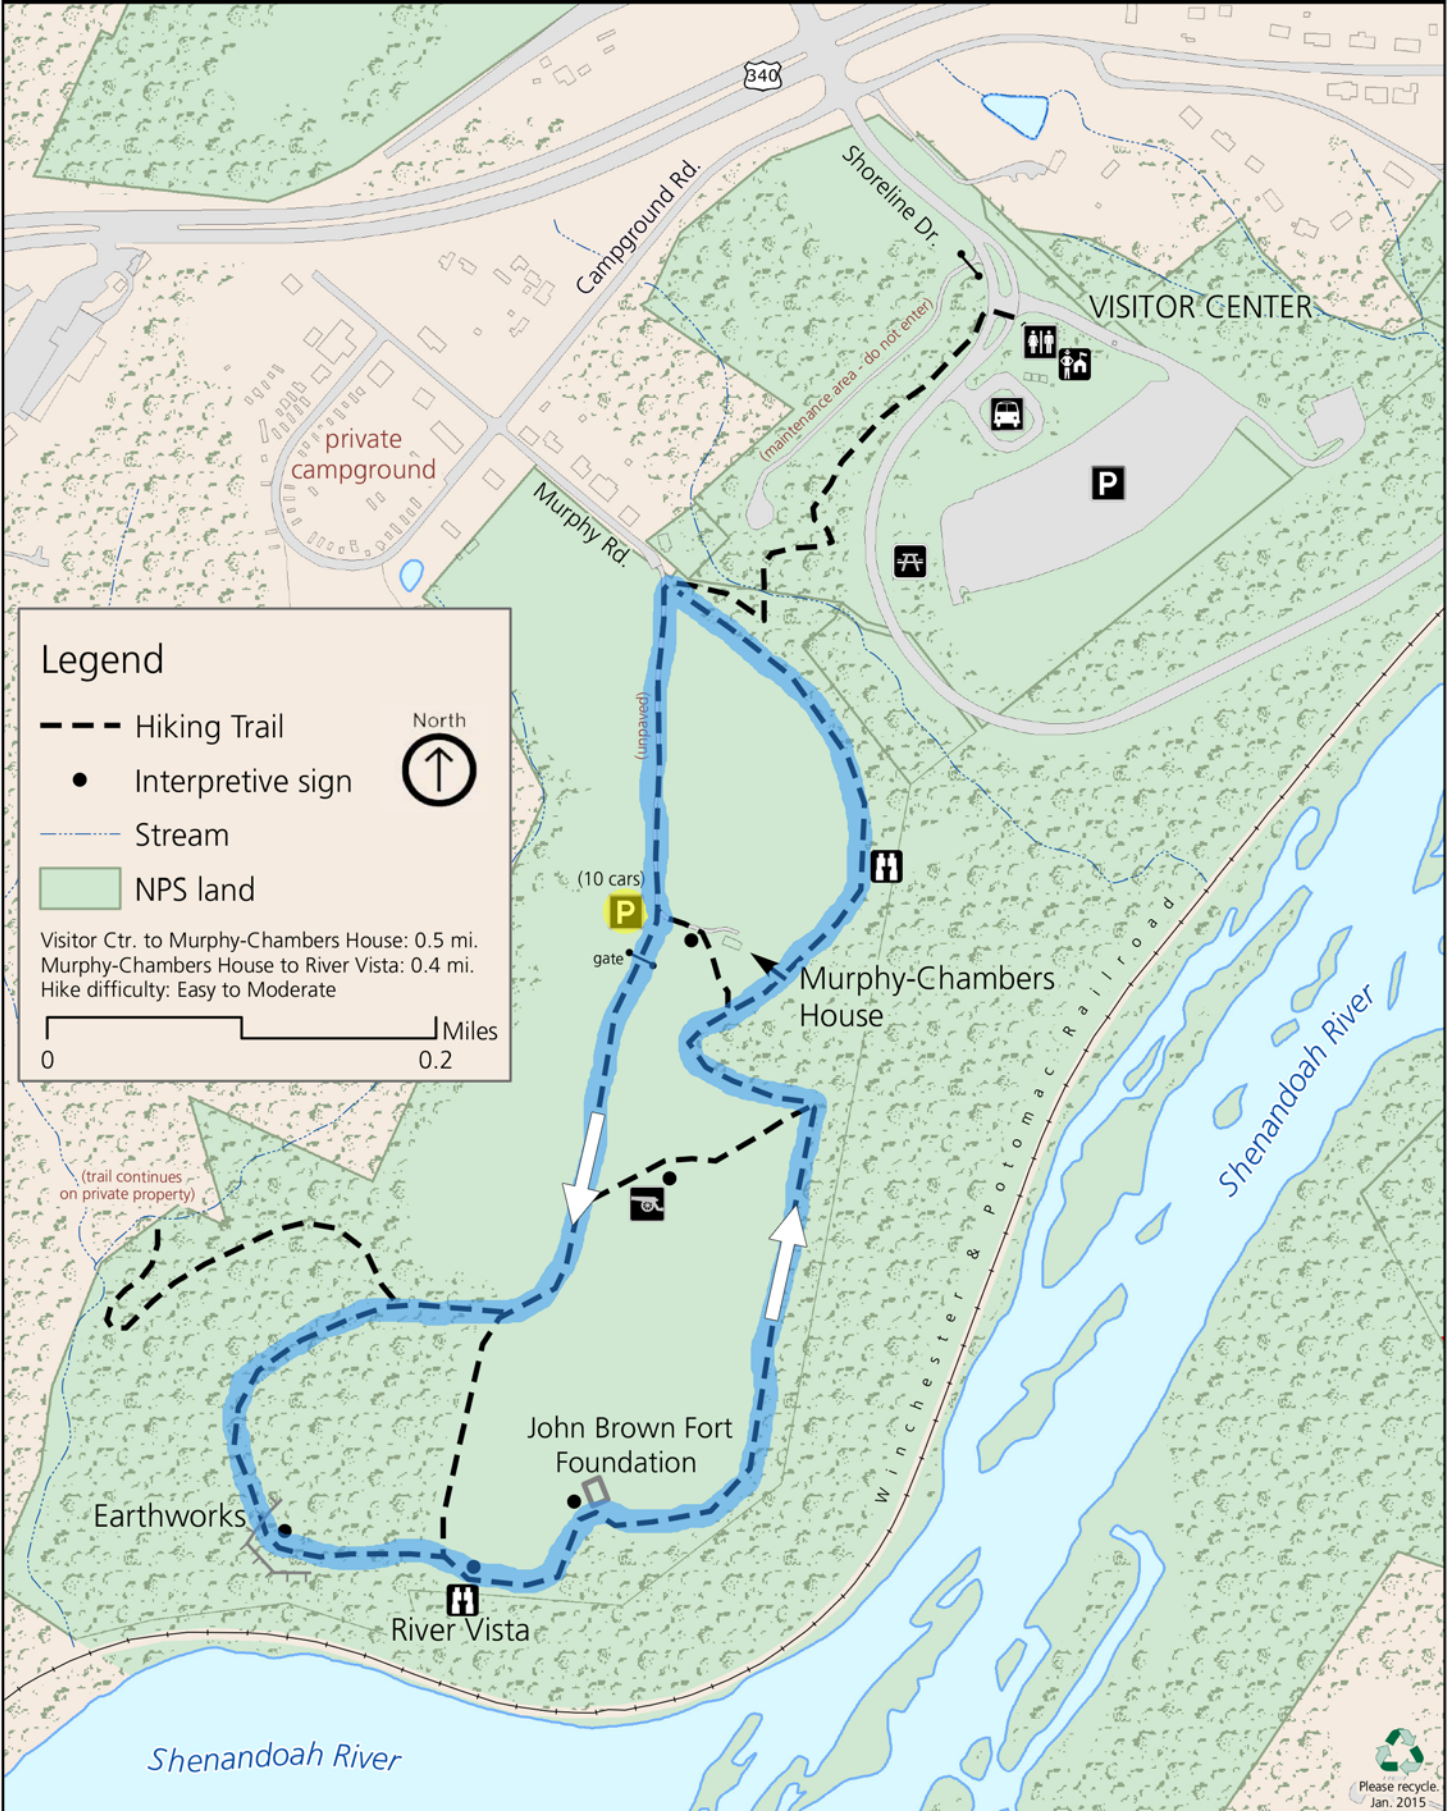 340
Campground Rd.
Shoreline Dr.
VISITOR CENTER
(maintenance area - do not enter)
private
campground
P
Murphy Rd.
Legend
Hiking Trail
North
Interpretive sign
Stream
NPS land
Visitor Ctr. to Murphy-Chambers House: 0.5 mi.
Murphy-Chambers House to River Vista: 0.4 mi.
Hike difficulty: Easy to Moderate
Miles
0
0.2
(unpaved)
(10 cars)
P
gate
Murphy-Chambers
House
Winchester & Potomac Railroad
Shenandoah River
(trail continues
on private property)
John Brown Fort
Foundation
Earthworks
River Vista
Shenandoah River
Please recycle.
Jan. 2015